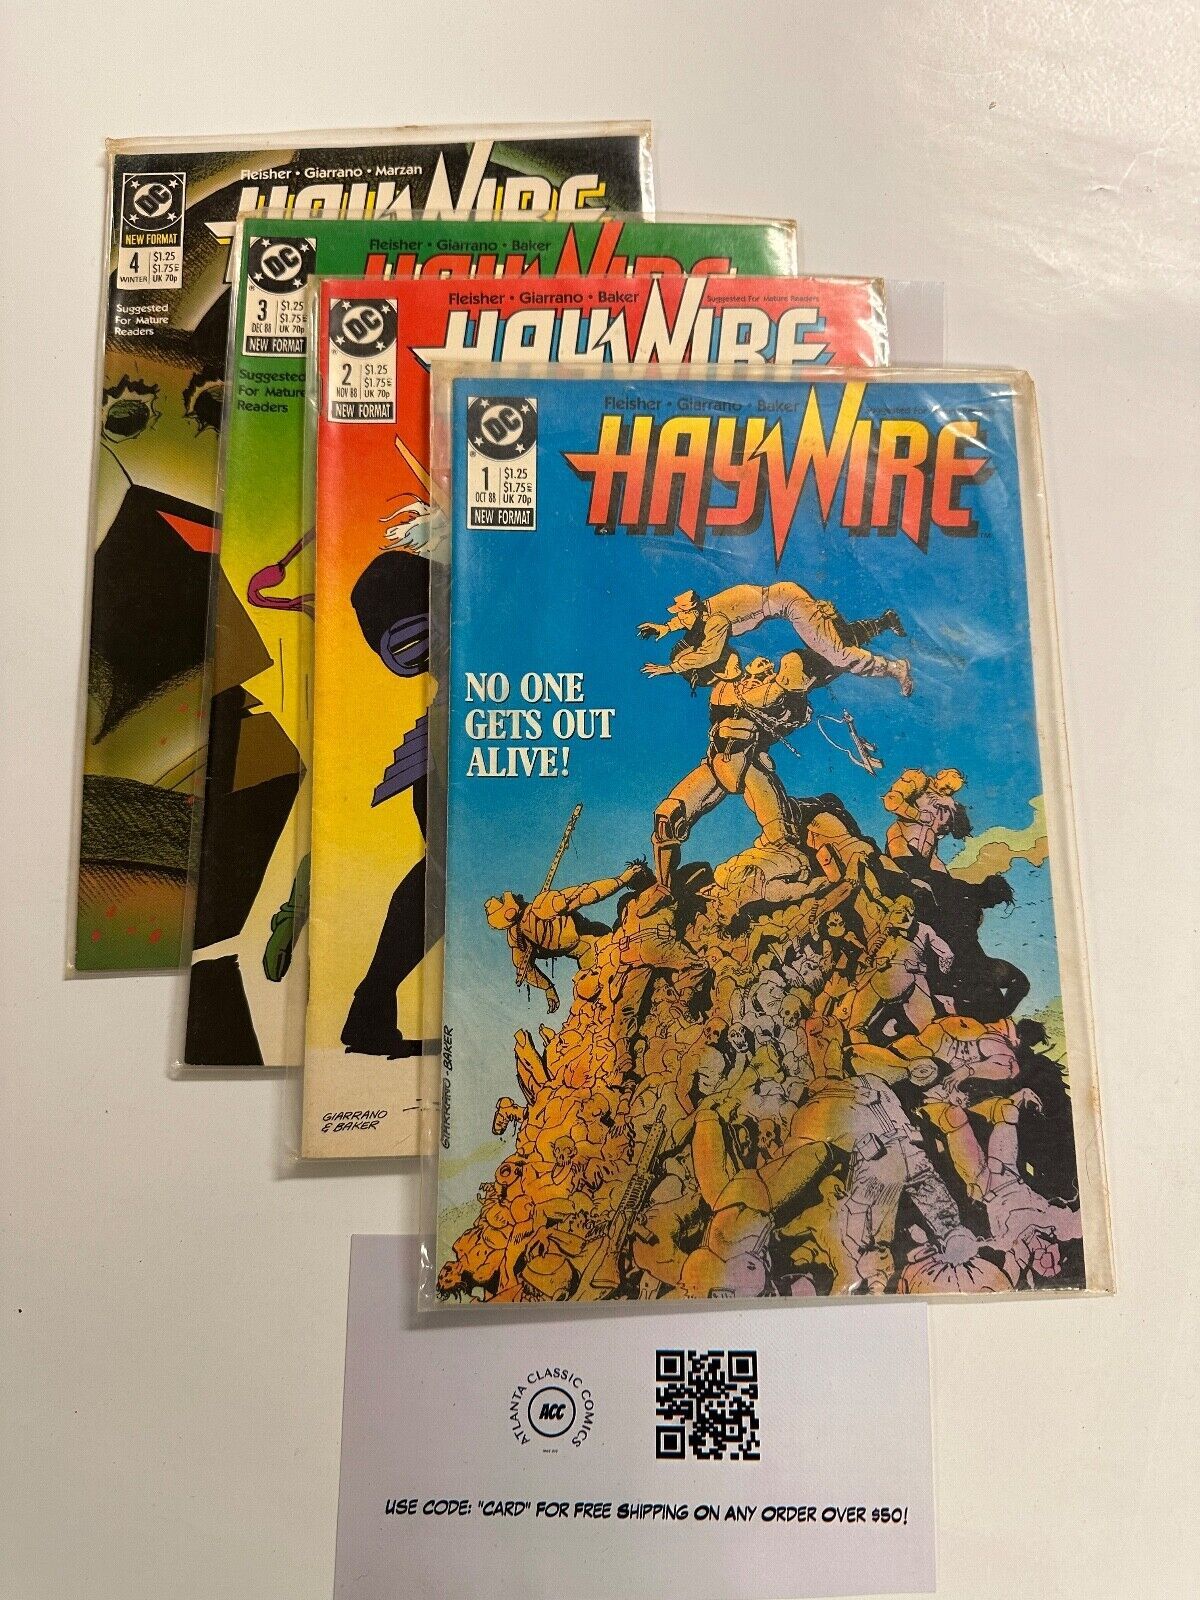 Fleisher • Giarrano • Marzan
HAYWIRE
DC
NEW FORMAT
4
WINTER
$1.25
$1.75
UK 70p
Suggested
For Mature
Readers
Fleisher • Giarrano • Baker
HAYWIRE
DC
3
DEC 88
$1.25
$1.75
UK 70p
NEW FORMAT
Suggested
For Mature
Readers
Fleisher • Giarrano • Baker
Suggested For Mature Readers
HAYWIRE
DC
2
NOV 88
$1.25
$1.75
UK 70p
NEW FORMAT
GIARRANO
& BAKER
Fleisher • Giarrano • Baker
Suggested For
HAYWIRE
TM
DC
1
OCT 88
$1.25
$1.75
UK 70p
NEW FORMAT
NO ONE
GETS OUT
ALIVE!
GIARRANO - BAKER
ATLANTA CLASSIC COMICS
ACC
USE CODE: "CARD" FOR FREE SHIPPING ON ANY ORDER OVER $50!